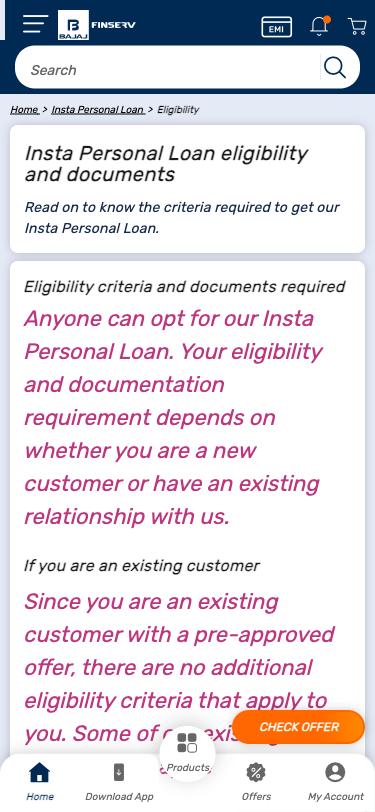 BAJAJ
FINSERV
EMI
Search
Home > Insta Personal Loan > Eligibility
Insta Personal Loan eligibility
and documents
Read on to know the criteria required to get our
Insta Personal Loan.
Eligibility criteria and documents required
Anyone can opt for our Insta
Personal Loan. Your eligibility
and documentation
requirement depends on
whether you are a new
customer or have an existing
relationship with us.
If you are an existing customer
Since you are an existing
customer with a pre-approved
offer, there are no additional
eligibility criteria that apply to
you. Some of
CHECK OFFER
Home
Download App
Products
Offers
My Account